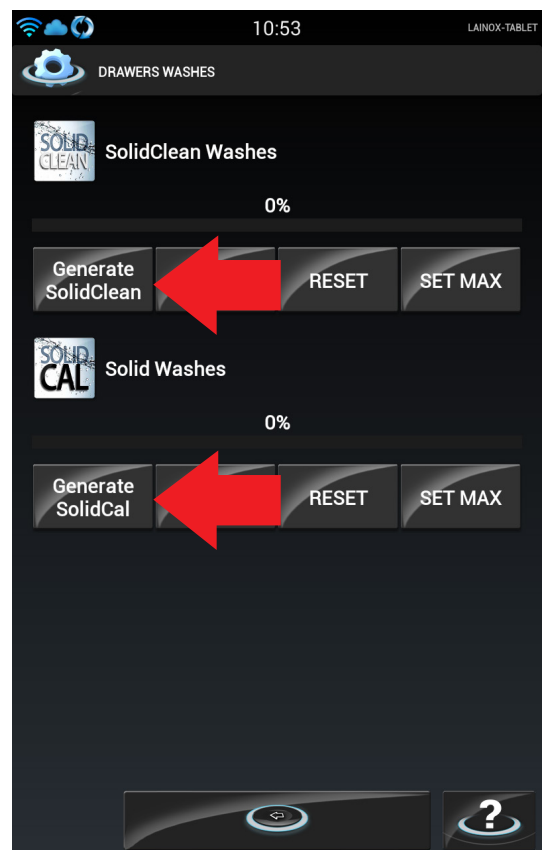 10:53
LAINOX-TABLET
DRAWERS WASHES
SOLID
CLEAN
SolidClean Washes
0%
Generate
SolidClean
RESET
SET MAX
SOLID
CAL
Solid Washes
0%
Generate
SolidCal
RESET
SET MAX
?